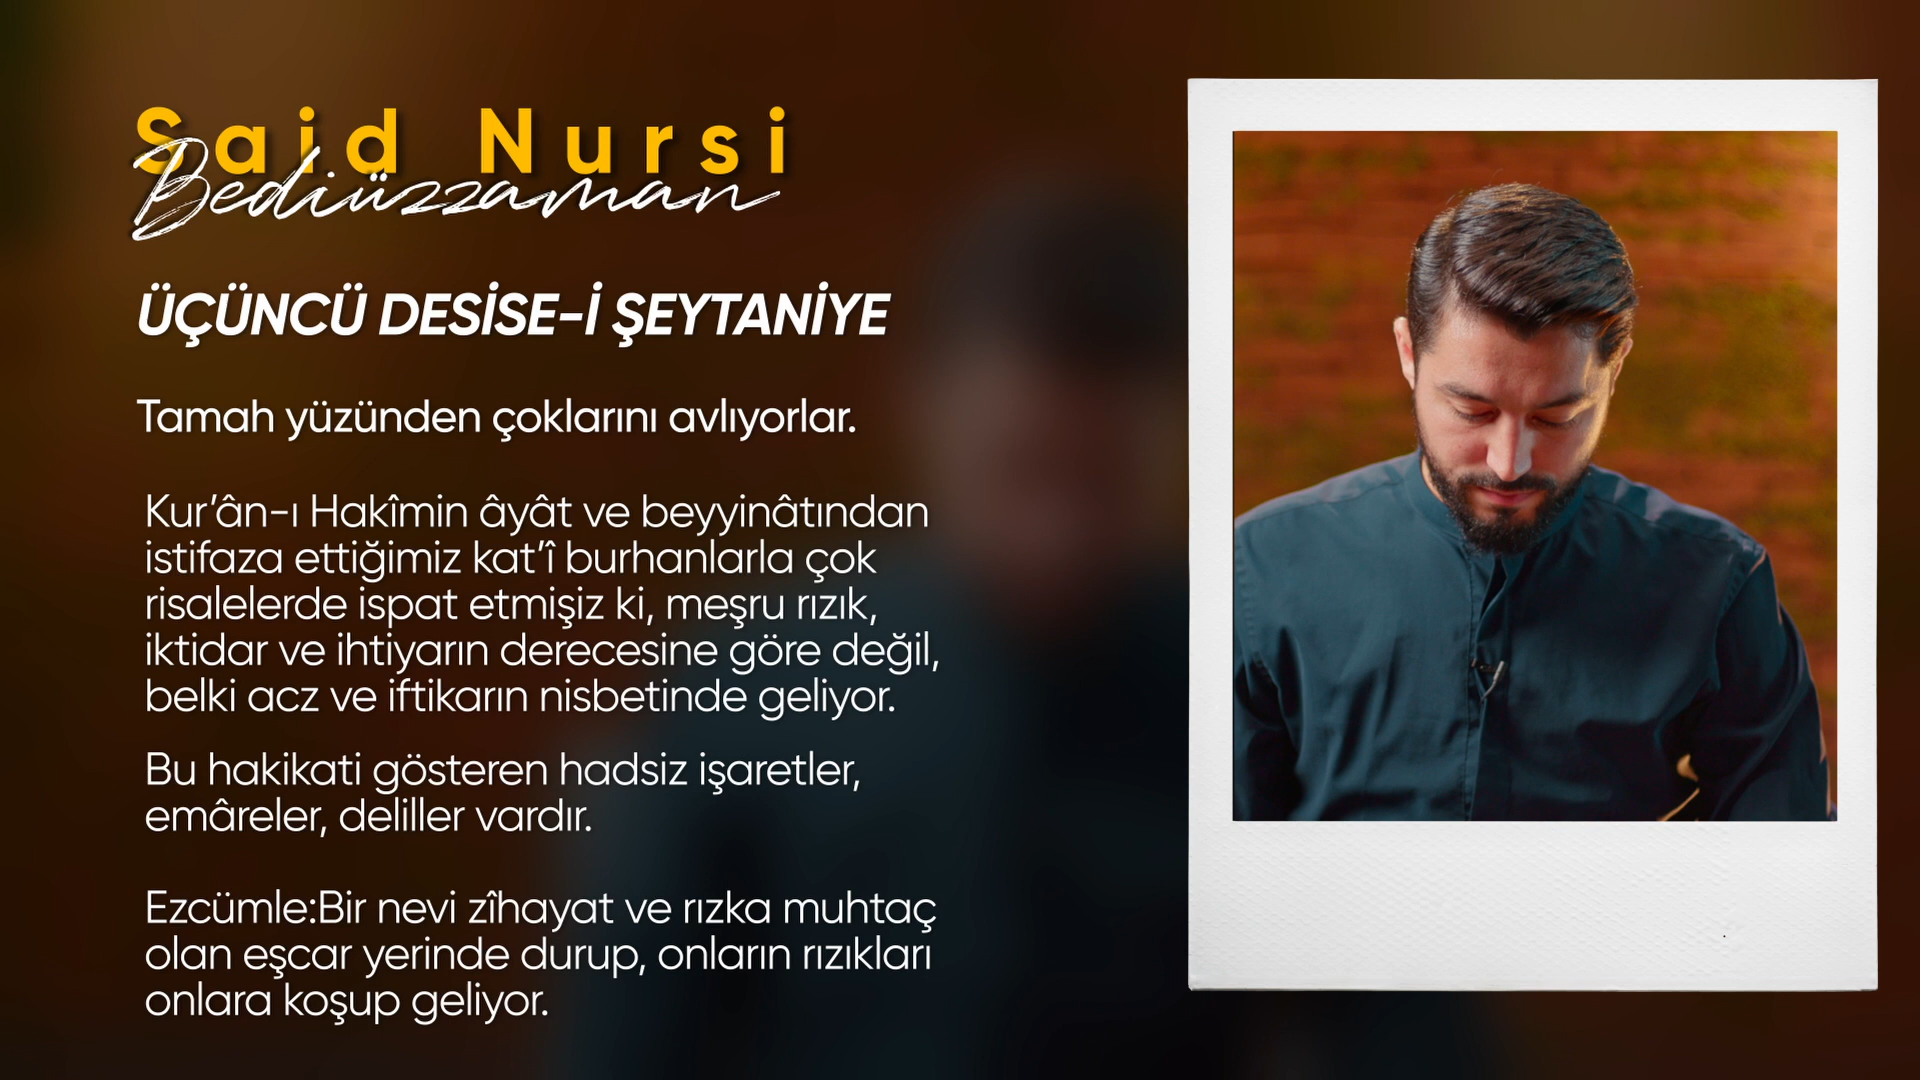 Said Nursi
Bediüzzaman
ÜÇÜNCÜ DESİSE-İ ŞEYTANİYE
Tamah yüzünden çoklarını avlıyorlar.
Kur’ân-ı Hakîmin âyât ve beyyinâtından
istifaza ettiğimiz kat’î burhanlarla çok
risalelerde ispat etmişiz ki, meşru rızık,
iktidar ve ihtiyarın derecesine göre değil,
belki acz ve iftikarın nisbetinde geliyor.
Bu hakikati gösteren hadsiz işaretler,
emâreler, deliller vardır.
Ezcümle:Bir nevi zîhayat ve rızka muhtaç
olan eşcar yerinde durup, onların rızıkları
onlara koşup geliyor.